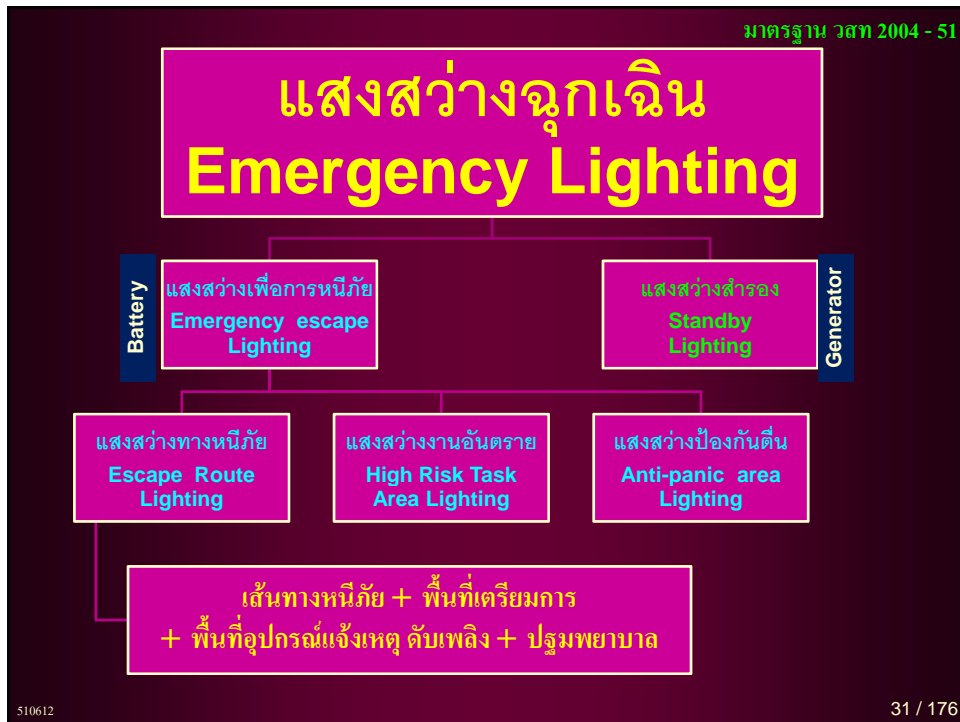 มาตรฐาน วสท 2004 - 51
แสงสว่างฉุกเฉิน
Emergency Lighting
Battery
แสงสว่างเพื่อการหนีภัย
Emergency escape
Lighting
แสงสว่างสำรอง
Standby
Lighting
Generator
แสงสว่างทางหนีภัย
Escape Route
Lighting
แสงสว่างงานอันตราย
High Risk Task
Area Lighting
แสงสว่างป้องกันตื่น
Anti-panic area
Lighting
เส้นทางหนีภัย + พื้นที่เตรียมการ
+ พื้นที่อุปกรณ์แจ้งเหตุ ดับเพลิง + ปฐมพยาบาล
510612
31 / 176